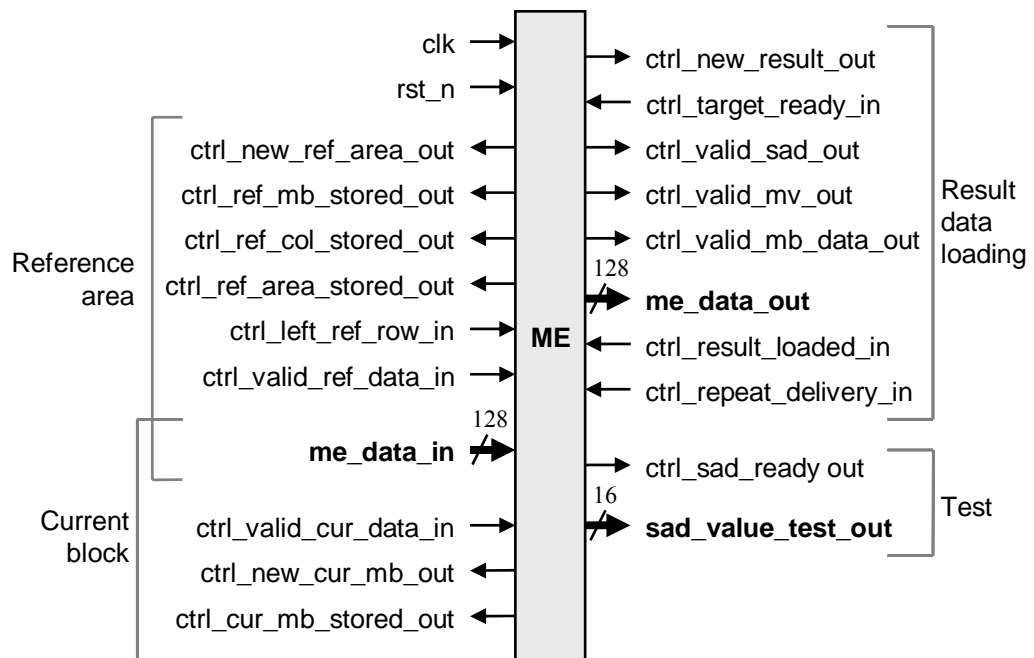 clk
rst_n
Reference
area
ctrl_new_ref_area_out
ctrl_ref_mb_stored_out
ctrl_ref_col_stored_out
ctrl_ref_area_stored_out
ctrl_left_ref_row_in
ctrl_valid_ref_data_in
128
me_data_in
Current
block
ctrl_valid_cur_data_in
ctrl_new_cur_mb_out
ctrl_cur_mb_stored_out
ME
ctrl_new_result_out
ctrl_target_ready_in
ctrl_valid_sad_out
ctrl_valid_mv_out
ctrl_valid_mb_data_out
128
me_data_out
ctrl_result_loaded_in
ctrl_repeat_delivery_in
Result
data
loading
ctrl_sad_ready out
16
sad_value_test_out
Test